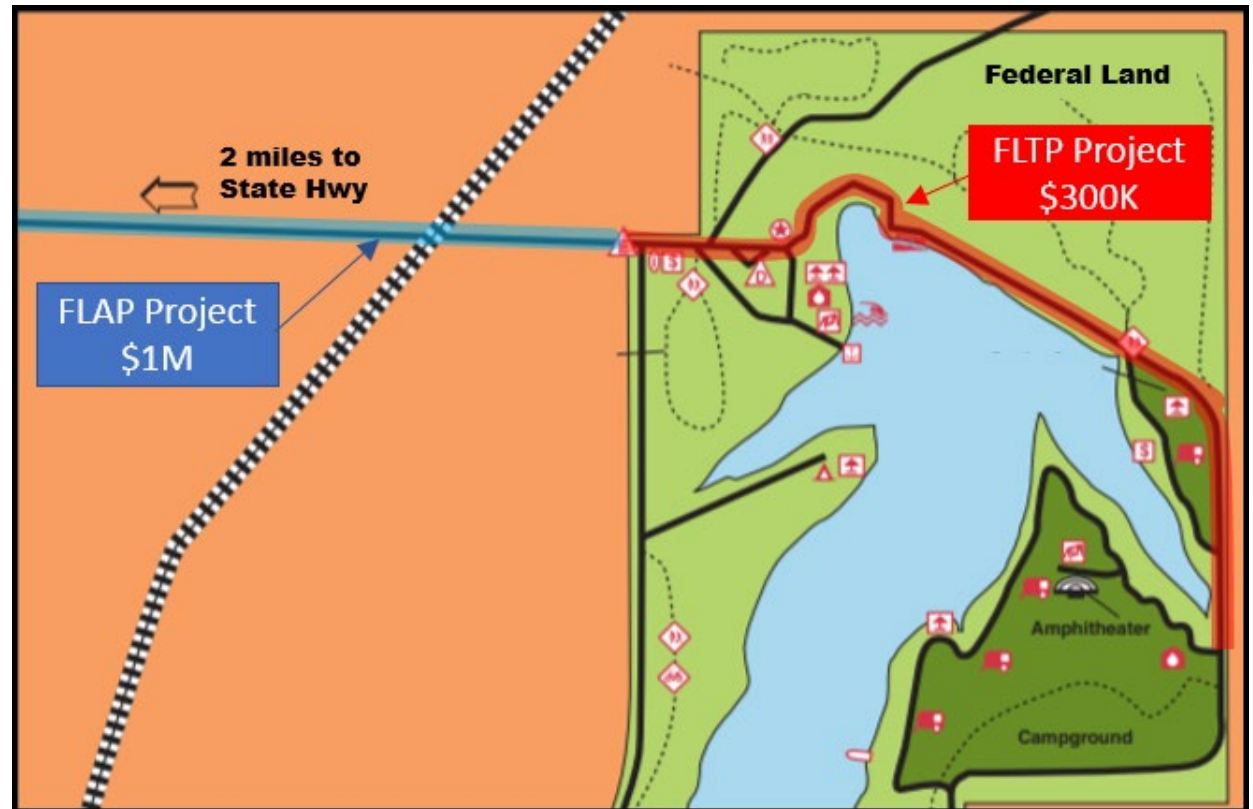 Federal Land
2 miles to
State Hwy
FLTP Project
$300K
FLAP Project
$1M
Amphitheater
Campground